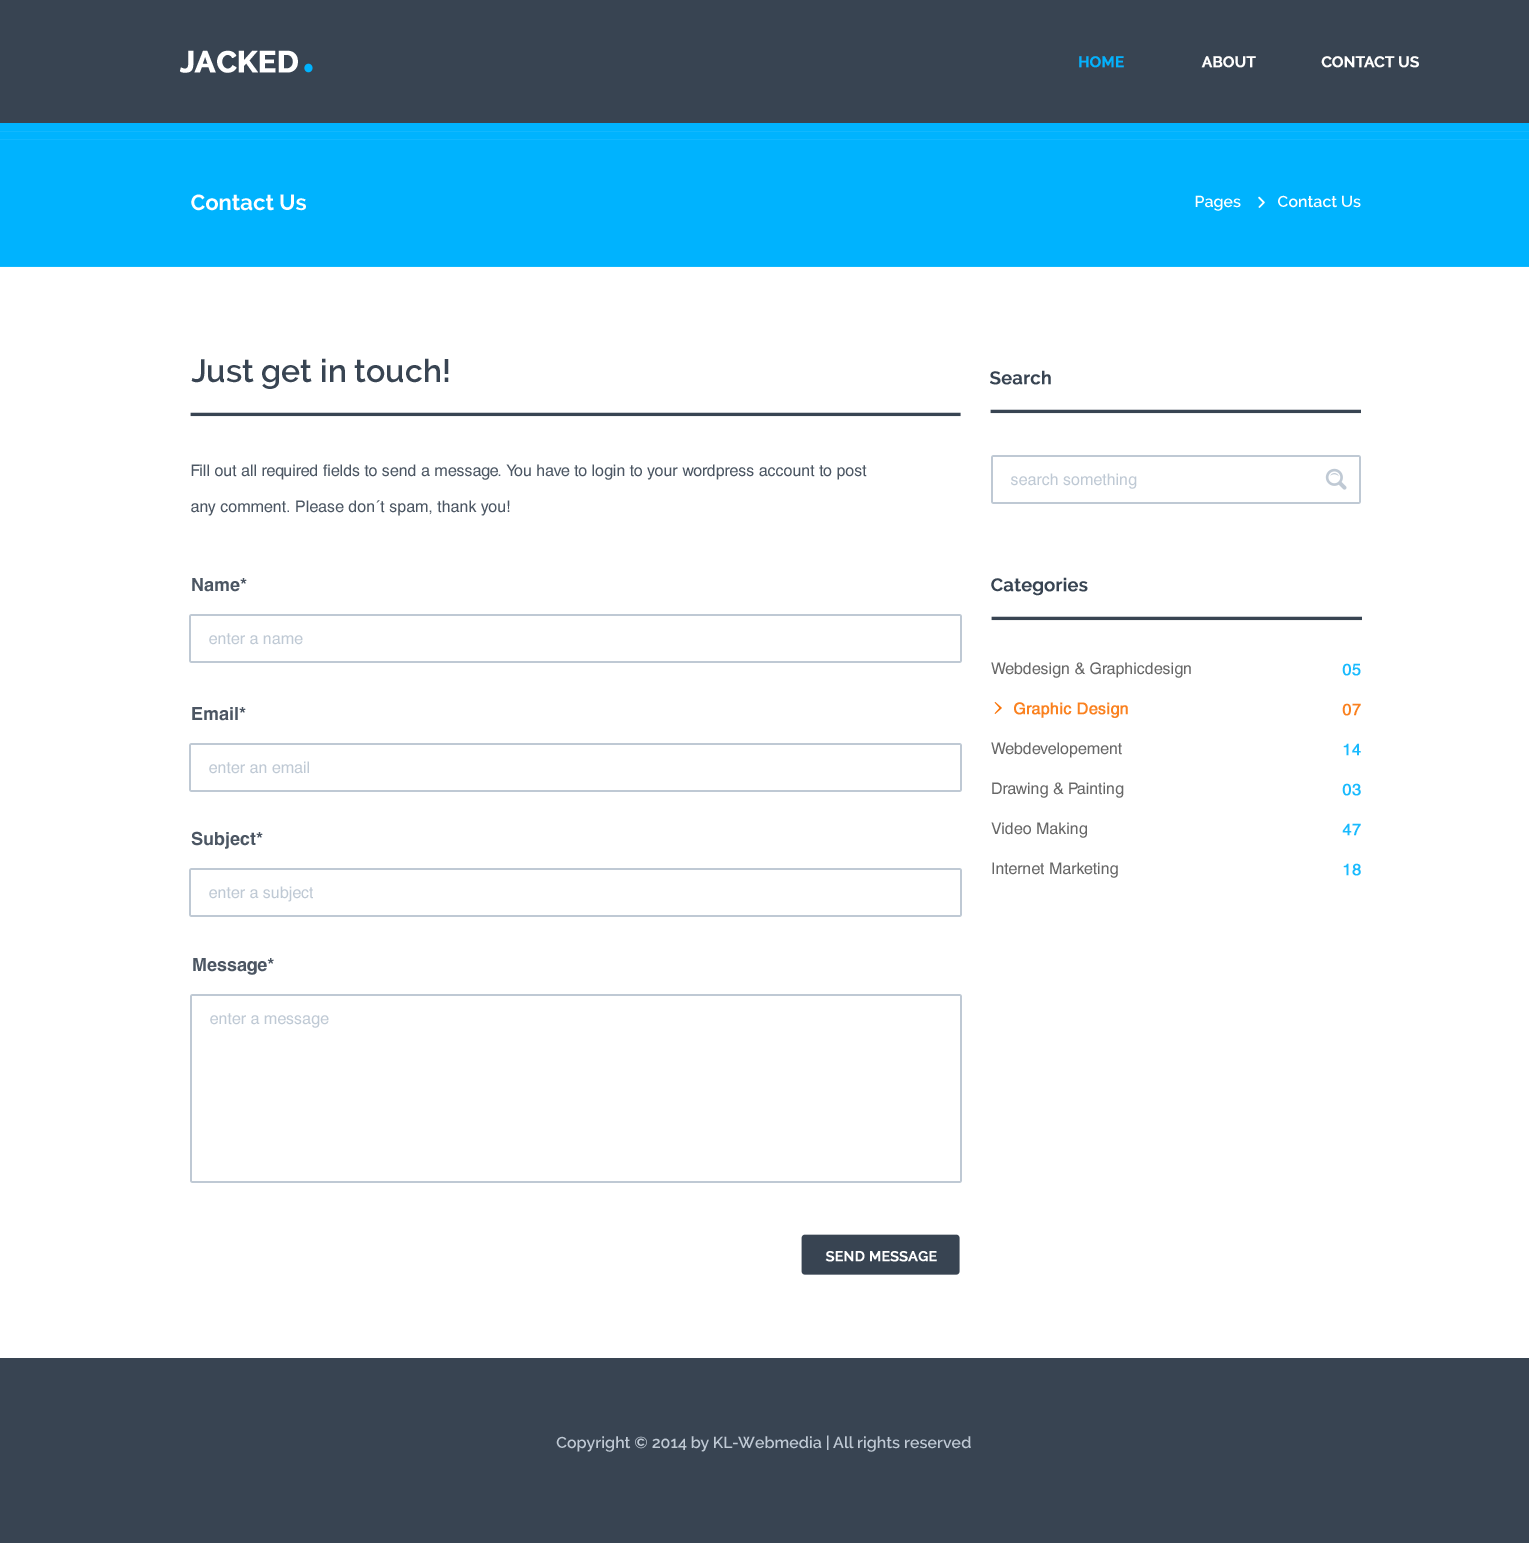 JACKED.
HOME ABOUT CONTACT US
Contact Us
Pages > Contact Us
Just get in touch!
Fill out all required fields to send a message. You have to login to your wordpress account to post
any comment. Please don´t spam, thank you!
Name*
enter a name
Email*
enter an email
Subject*
enter a subject
Message*
enter a message
SEND MESSAGE
Search
search something
Categories
Webdesign & Graphicdesign 05
> Graphic Design 07
Webdevelopement 14
Drawing & Painting 03
Video Making 47
Internet Marketing 18
Copyright © 2014 by KL-Webmedia | All rights reserved